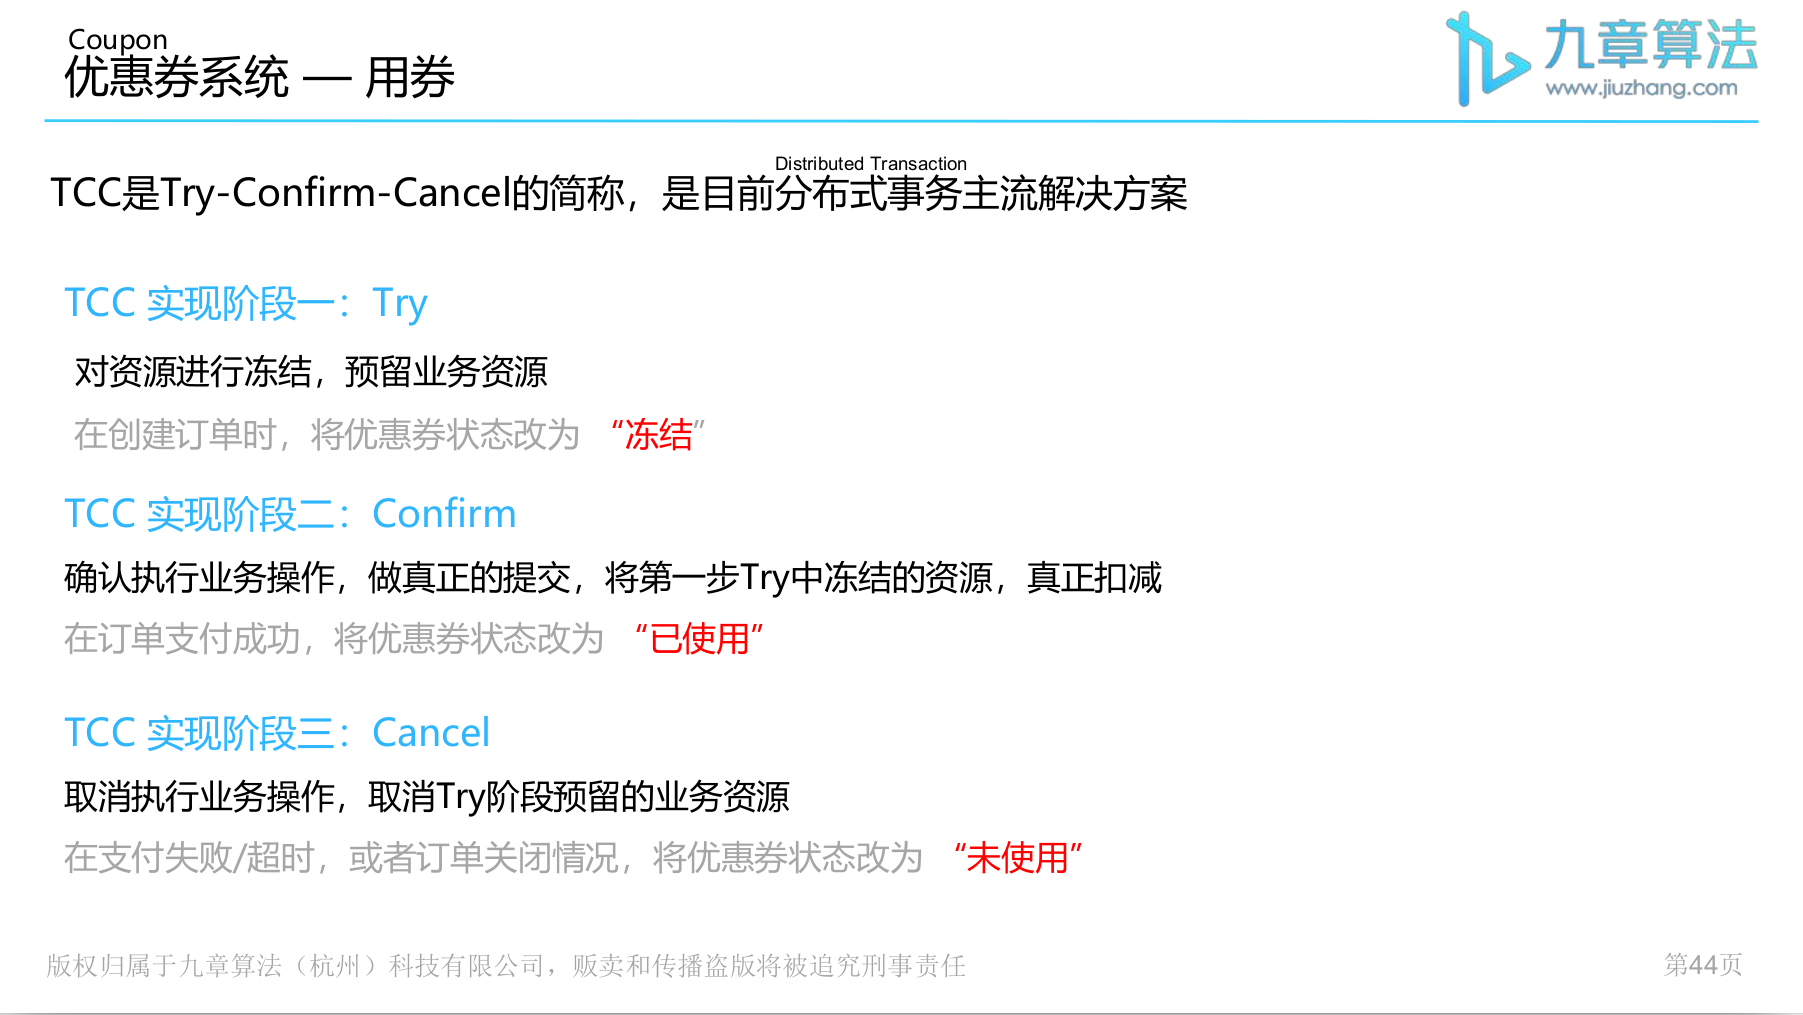 Coupon
优惠券系统 — 用券
九章算法
www.jiuzhang.com
Distributed Transaction
TCC是Try-Confirm-Cancel的简称，是目前分布式事务主流解决方案
TCC 实现阶段一：Try
对资源进行冻结，预留业务资源
在创建订单时，将优惠券状态改为 “冻结”
TCC 实现阶段二：Confirm
确认执行业务操作，做真正的提交，将第一步Try中冻结的资源，真正扣减
在订单支付成功，将优惠券状态改为 “已使用”
TCC 实现阶段三：Cancel
取消执行业务操作，取消Try阶段预留的业务资源
在支付失败/超时，或者订单关闭情况，将优惠券状态改为 “未使用”
版权归属于九章算法（杭州）科技有限公司，贩卖和传播盗版将被追究刑事责任
第44页